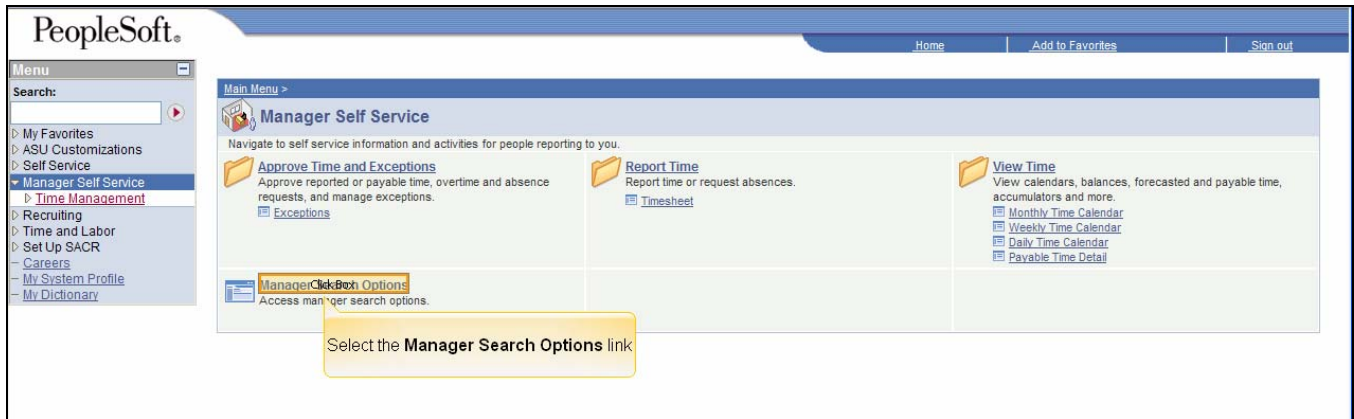 PeopleSoft®
Home
Add to Favorites
Sign out
Menu
Search:
My Favorites
ASU Customizations
Self Service
Manager Self Service
Time Management
Recruiting
Time and Labor
Set Up SACR
Careers
My System Profile
My Dictionary
Main Menu >
Manager Self Service
Navigate to self service information and activities for people reporting to you.
Approve Time and Exceptions
Approve reported or payable time, overtime and absence
requests, and manage exceptions.
Exceptions
Report Time
Report time or request absences.
Timesheet
View Time
View calendars, balances, forecasted and payable time,
accumulators and more.
Monthly Time Calendar
Weekly Time Calendar
Daily Time Calendar
Payable Time Detail
Manager Search Options
Click Box
Access manager search options.
Select the Manager Search Options link